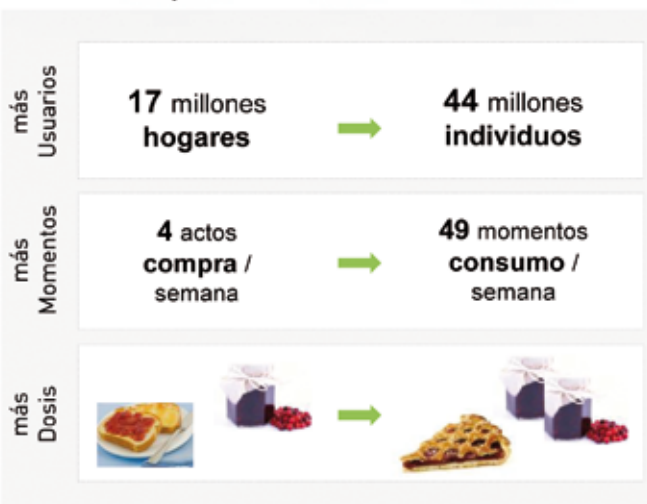 más
Usuarios
17 millones
hogares
44 millones
individuos
más
Momentos
4 actos
compra /
semana
49 momentos
consumo /
semana
más
Dosis